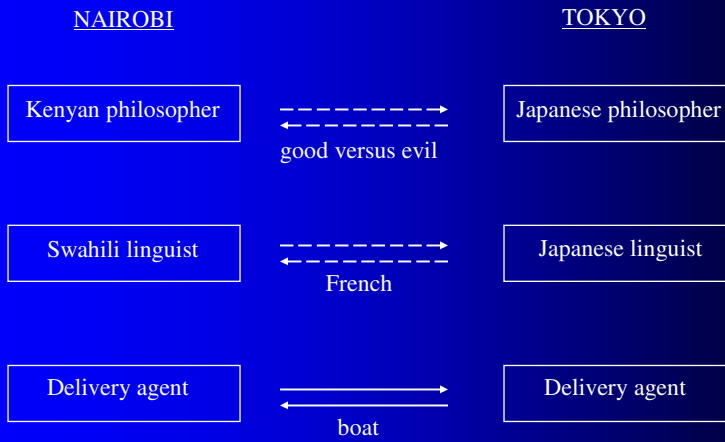 NAIROBI
TOKYO
Kenyan philosopher
Japanese philosopher
good versus evil
Swahili linguist
Japanese linguist
French
Delivery agent
Delivery agent
boat